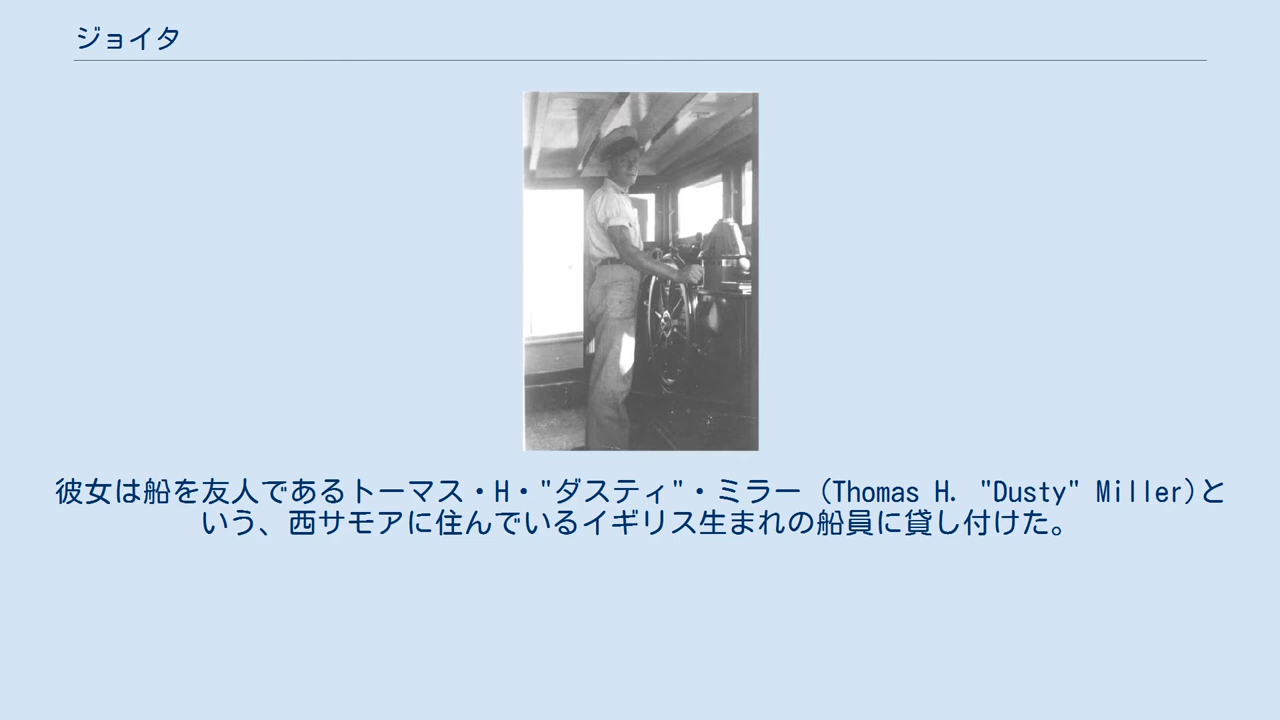 ジョイタ
彼女は船を友人であるトーマス・H・"ダスティ"・ミラー (Thomas H. "Dusty" Miller)と
いう、西サモアに住んでいるイギリス生まれの船員に貸し付けた。